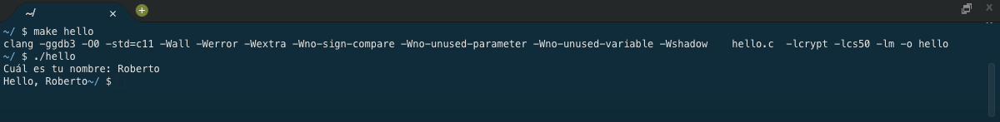 ~/
~/ $ make hello
clang -ggdb3 -O0 -std=c11 -Wall -Werror -Wextra -Wno-sign-compare -Wno-unused-parameter -Wno-unused-variable -Wshadow    hello.c  -lcrypt -lcs50 -lm -o hello
~/ $ ./hello
Cuál es tu nombre: Roberto
Hello, Roberto~/ $